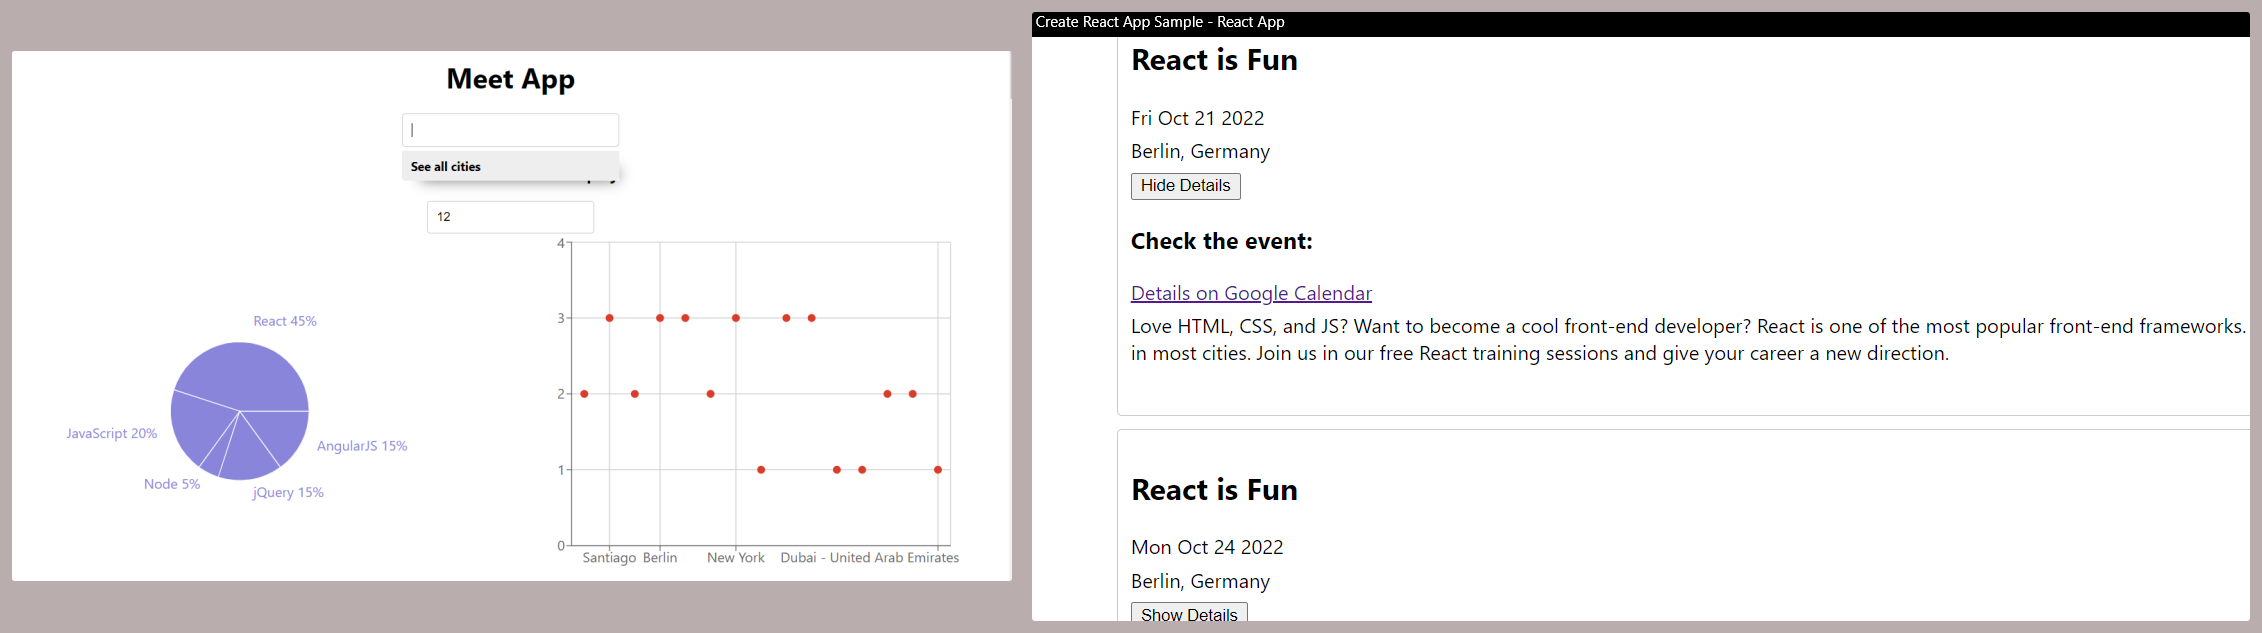 Meet App
See all cities
12
4
3
2
1
0
Santiago
Berlin
New York
Dubai - United Arab Emirates
React 45%
JavaScript 20%
Node 5%
jQuery 15%
AngularJS 15%
Create React App Sample - React App
React is Fun
Fri Oct 21 2022
Berlin, Germany
Hide Details
Check the event:
Details on Google Calendar
Love HTML, CSS, and JS? Want to become a cool front-end developer? React is one of the most popular front-end frameworks.
in most cities. Join us in our free React training sessions and give your career a new direction.
React is Fun
Mon Oct 24 2022
Berlin, Germany
Show Details